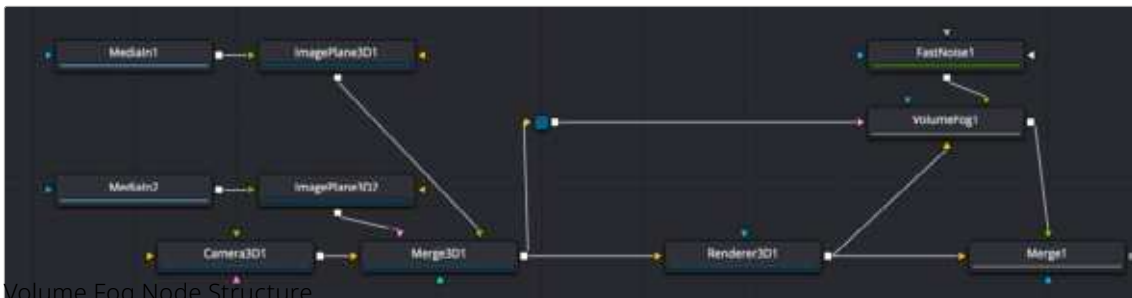 MediaIn1
ImagePlane3D1
FastNoise1
VolumeFog1
MediaIn2
ImagePlane3D2
Camera3D1
Merge3D1
Renderer3D1
Merge1
Volume Fog Node Structure